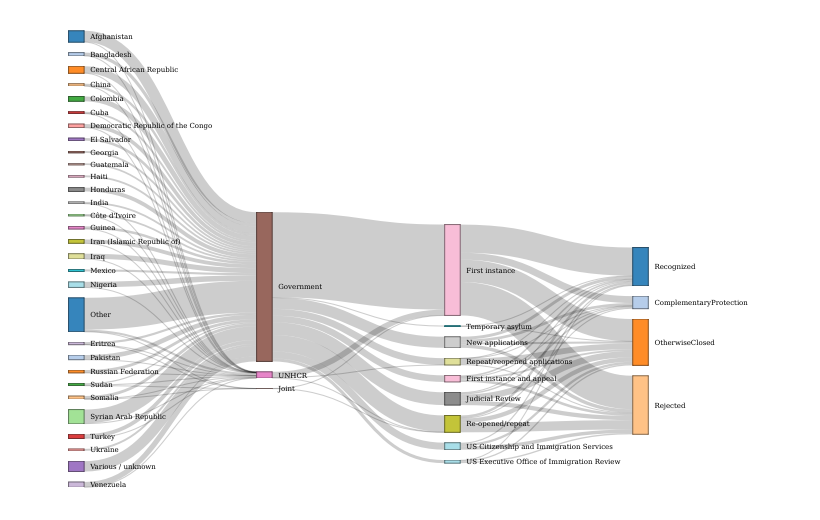 Afghanistan
Bangladesh
Central African Republic
China
Colombia
Cuba
Democratic Republic of the Congo
El Salvador
Georgia
Guatemala
Haiti
Honduras
India
Côte d'Ivoire
Guinea
Iran (Islamic Republic of)
Iraq
Mexico
Nigeria
Other
Eritrea
Pakistan
Russian Federation
Sudan
Somalia
Syrian Arab Republic
Turkey
Ukraine
Various / unknown
Venezuela
Government
UNHCR
Joint
First instance
Temporary asylum
New applications
Repeat/reopened applications
First instance and appeal
Judicial Review
Re-opened/repeat
US Citizenship and Immigration Services
US Executive Office of Immigration Review
Recognized
ComplementaryProtection
OtherwiseClosed
Rejected